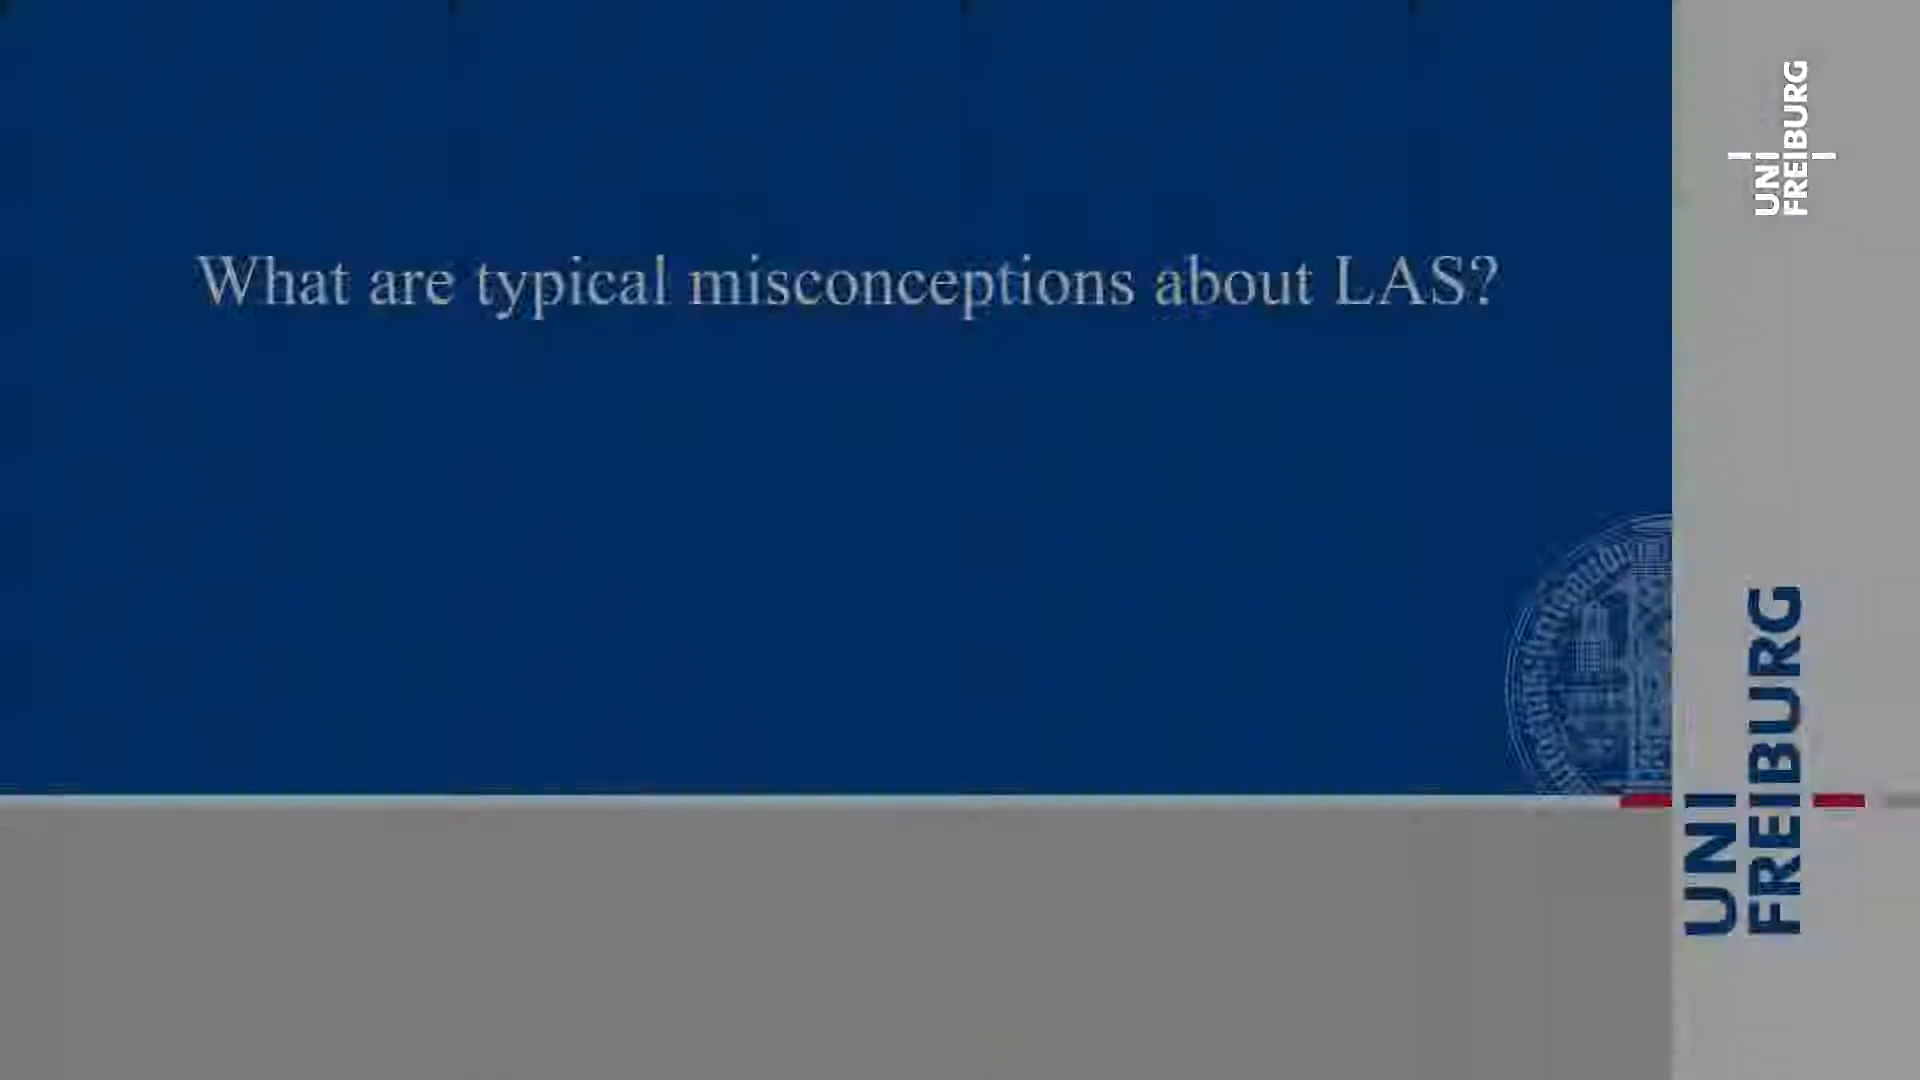 What are typical misconceptions about LAS?
UNI
FREIBURG
UNI
FREIBURG